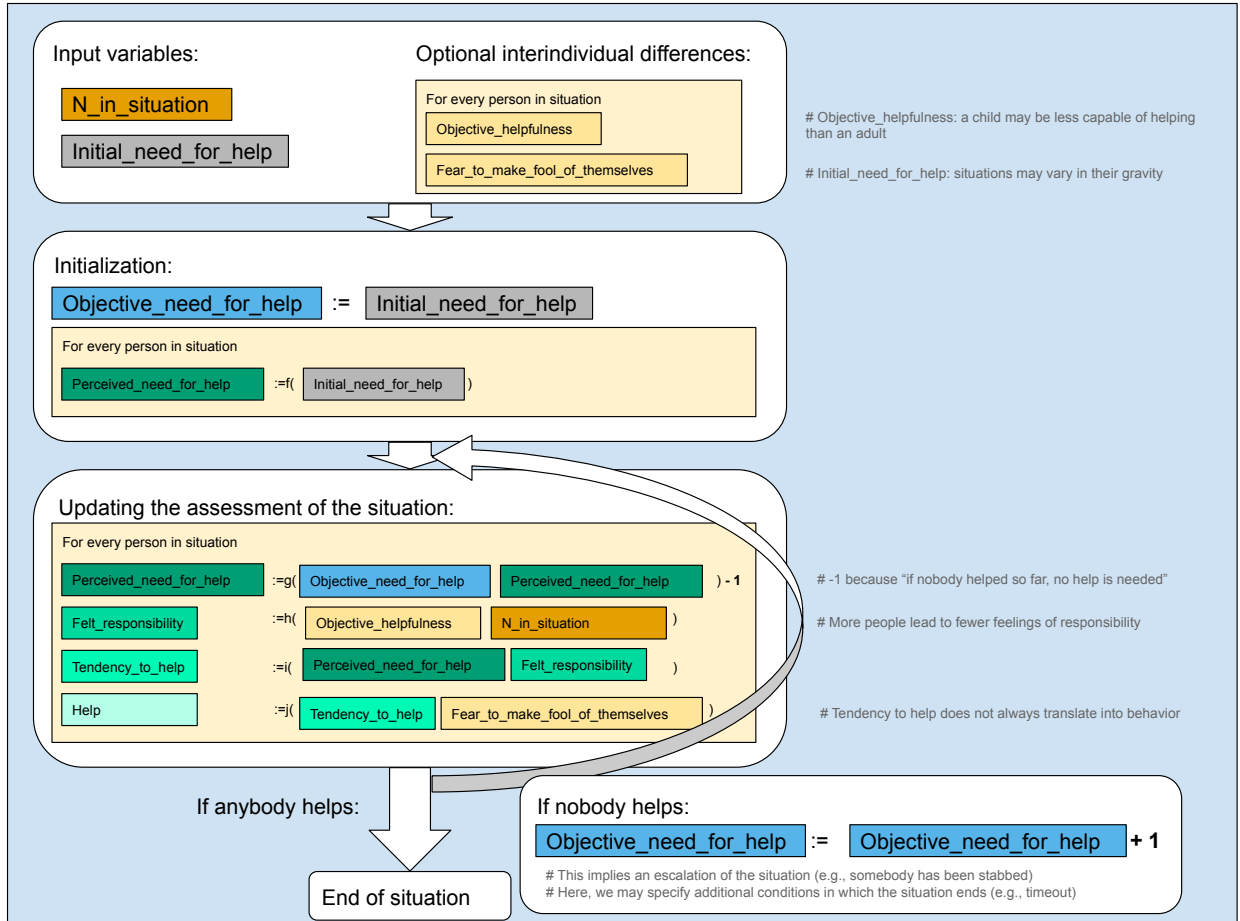 Input variables:
N_in_situation
Initial_need_for_help
Optional interindividual differences:
For every person in situation
Objective_helpfulness
Fear_to_make_fool_of_themselves
# Objective_helpfulness: a child may be less capable of helping
than an adult
# Initial_need_for_help: situations may vary in their gravity
Initialization:
Objective_need_for_help := Initial_need_for_help
For every person in situation
Perceived_need_for_help :=f( Initial_need_for_help )
Updating the assessment of the situation:
For every person in situation
Perceived_need_for_help :=g( Objective_need_for_help Perceived_need_for_help ) - 1
# -1 because “if nobody helped so far, no help is needed”
Felt_responsibility :=h( Objective_helpfulness N_in_situation )
# More people lead to fewer feelings of responsibility
Tendency_to_help :=i( Perceived_need_for_help Felt_responsibility )
Help :=j( Tendency_to_help Fear_to_make_fool_of_themselves )
# Tendency to help does not always translate into behavior
If anybody helps:
End of situation
If nobody helps:
Objective_need_for_help := Objective_need_for_help + 1
# This implies an escalation of the situation (e.g., somebody has been stabbed)
# Here, we may specify additional conditions in which the situation ends (e.g., timeout)